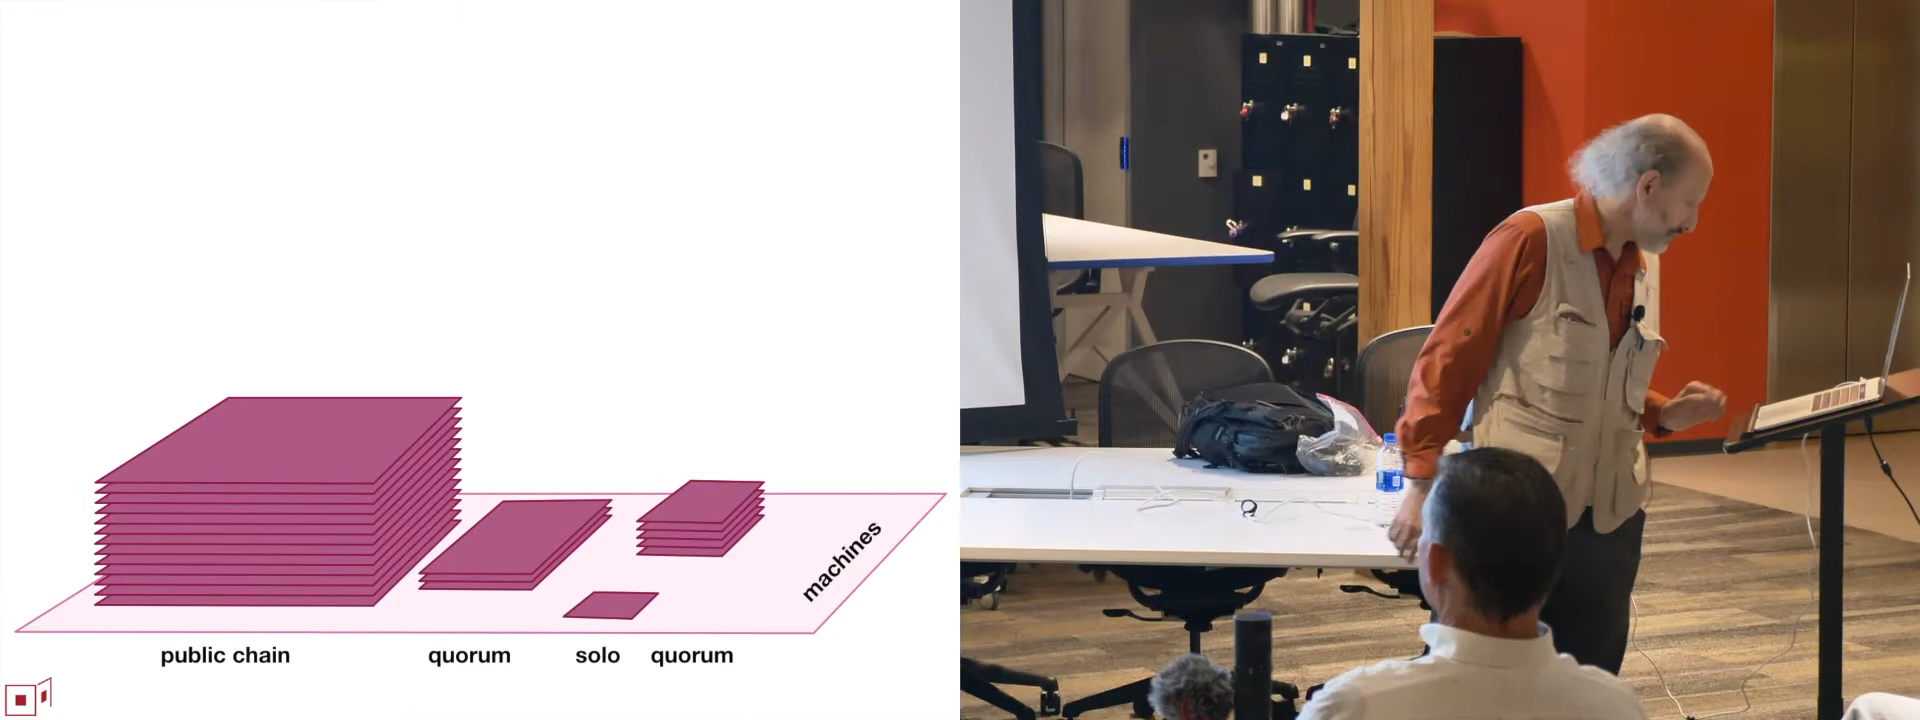 machines
public chain
quorum
solo
quorum